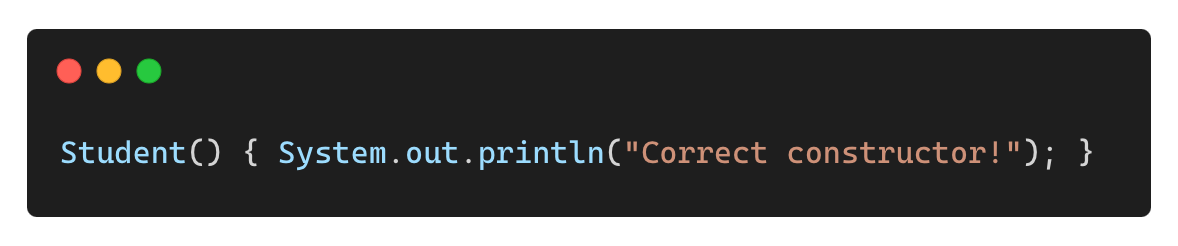 Student() { System.out.println("Correct constructor!"); }